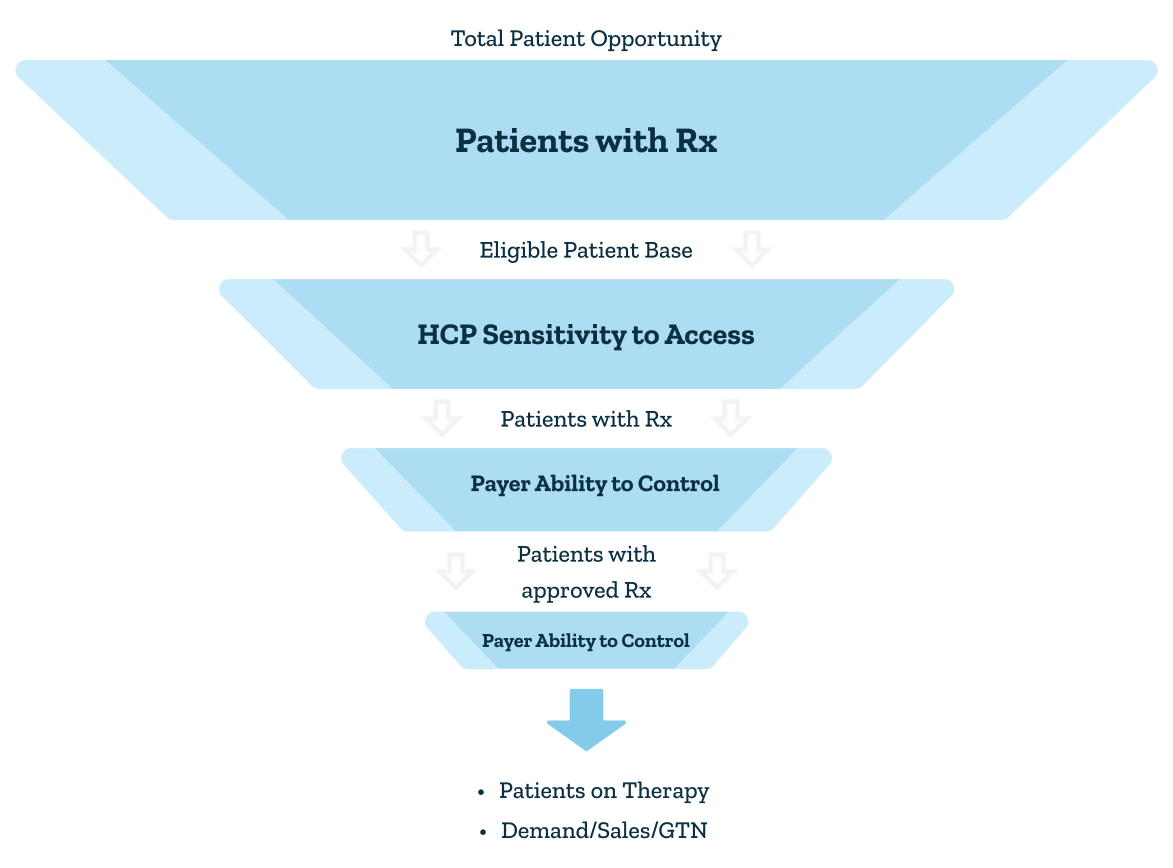 Total Patient Opportunity
Patients with Rx
Eligible Patient Base
HCP Sensitivity to Access
Patients with Rx
Payer Ability to Control
Patients with
approved Rx
Payer Ability to Control
• Patients on Therapy
• Demand/Sales/GTN